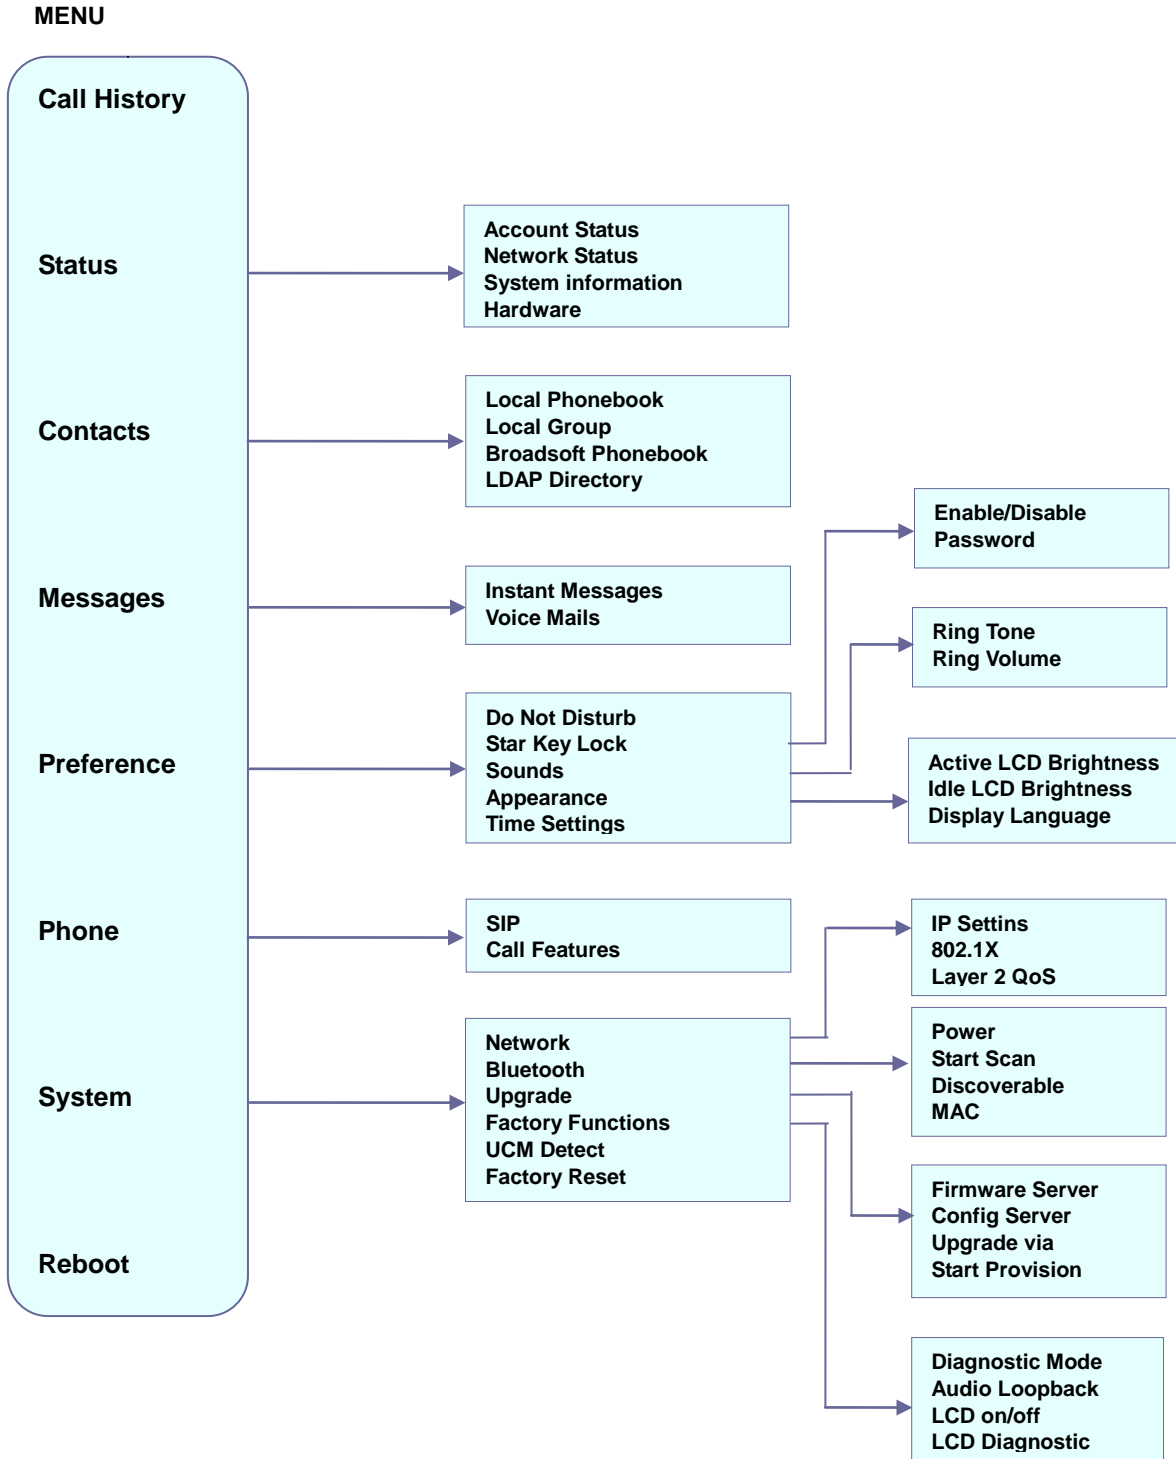 MENU
Call History
Status
Account Status
Network Status
System information
Hardware
Contacts
Local Phonebook
Local Group
Broadsoft Phonebook
LDAP Directory
Messages
Instant Messages
Voice Mails
Preference
Do Not Disturb
Star Key Lock
Sounds
Appearance
Time Settings
Enable/Disable
Password
Ring Tone
Ring Volume
Active LCD Brightness
Idle LCD Brightness
Display Language
Phone
SIP
Call Features
System
Network
Bluetooth
Upgrade
Factory Functions
UCM Detect
Factory Reset
IP Settins
802.1X
Layer 2 QoS
Power
Start Scan
Discoverable
MAC
Firmware Server
Config Server
Upgrade via
Start Provision
Diagnostic Mode
Audio Loopback
LCD on/off
LCD Diagnostic
Reboot